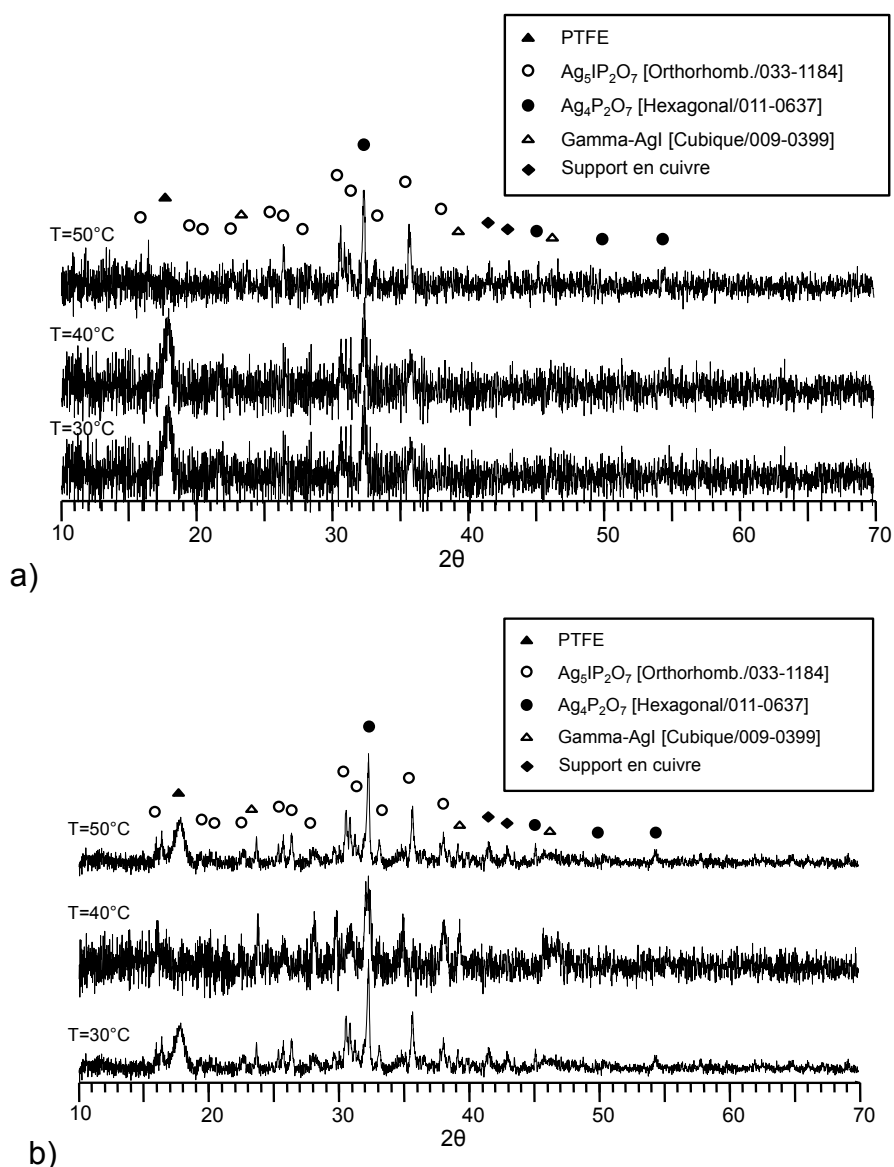 PTFE
Ag₅IP₂O₇ [Orthorhomb./033-1184]
Ag₄P₂O₇ [Hexagonal/011-0637]
Gamma-AgI [Cubique/009-0399]
Support en cuivre
T=50°C
T=40°C
T=30°C
10 20 30 40 50 60 70
2θ
a)
PTFE
Ag₅IP₂O₇ [Orthorhomb./033-1184]
Ag₄P₂O₇ [Hexagonal/011-0637]
Gamma-AgI [Cubique/009-0399]
Support en cuivre
T=50°C
T=40°C
T=30°C
10 20 30 40 50 60 70
2θ
b)